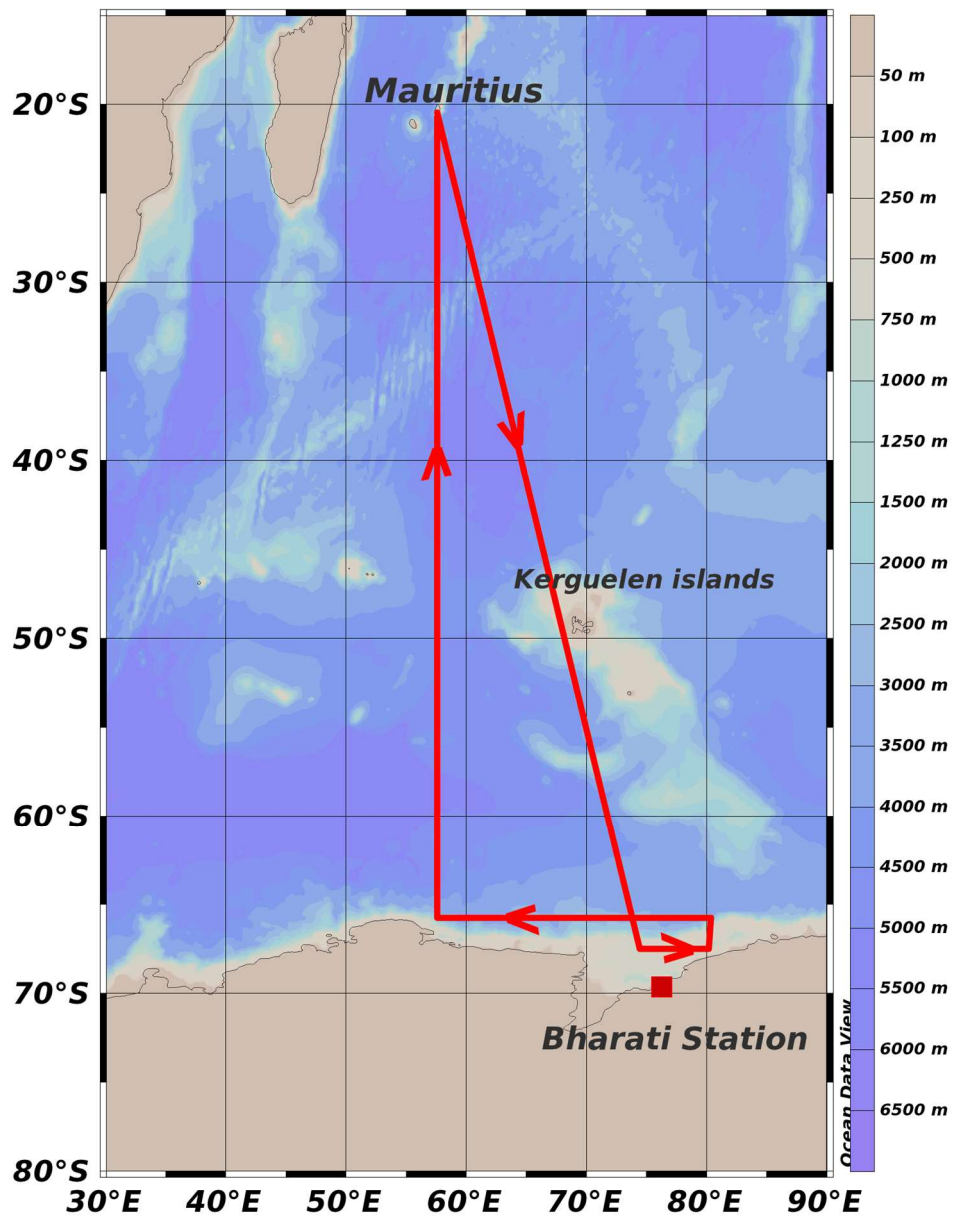 Mauritius
20°S
30°S
40°S
Kerguelen islands
50°S
60°S
70°S
Bharati Station
80°S
30°E
40°E
50°E
60°E
70°E
80°E
90°E
50 m
100 m
250 m
500 m
750 m
1000 m
1250 m
1500 m
2000 m
2500 m
3000 m
3500 m
4000 m
4500 m
5000 m
5500 m
6000 m
6500 m
Ocean Data View